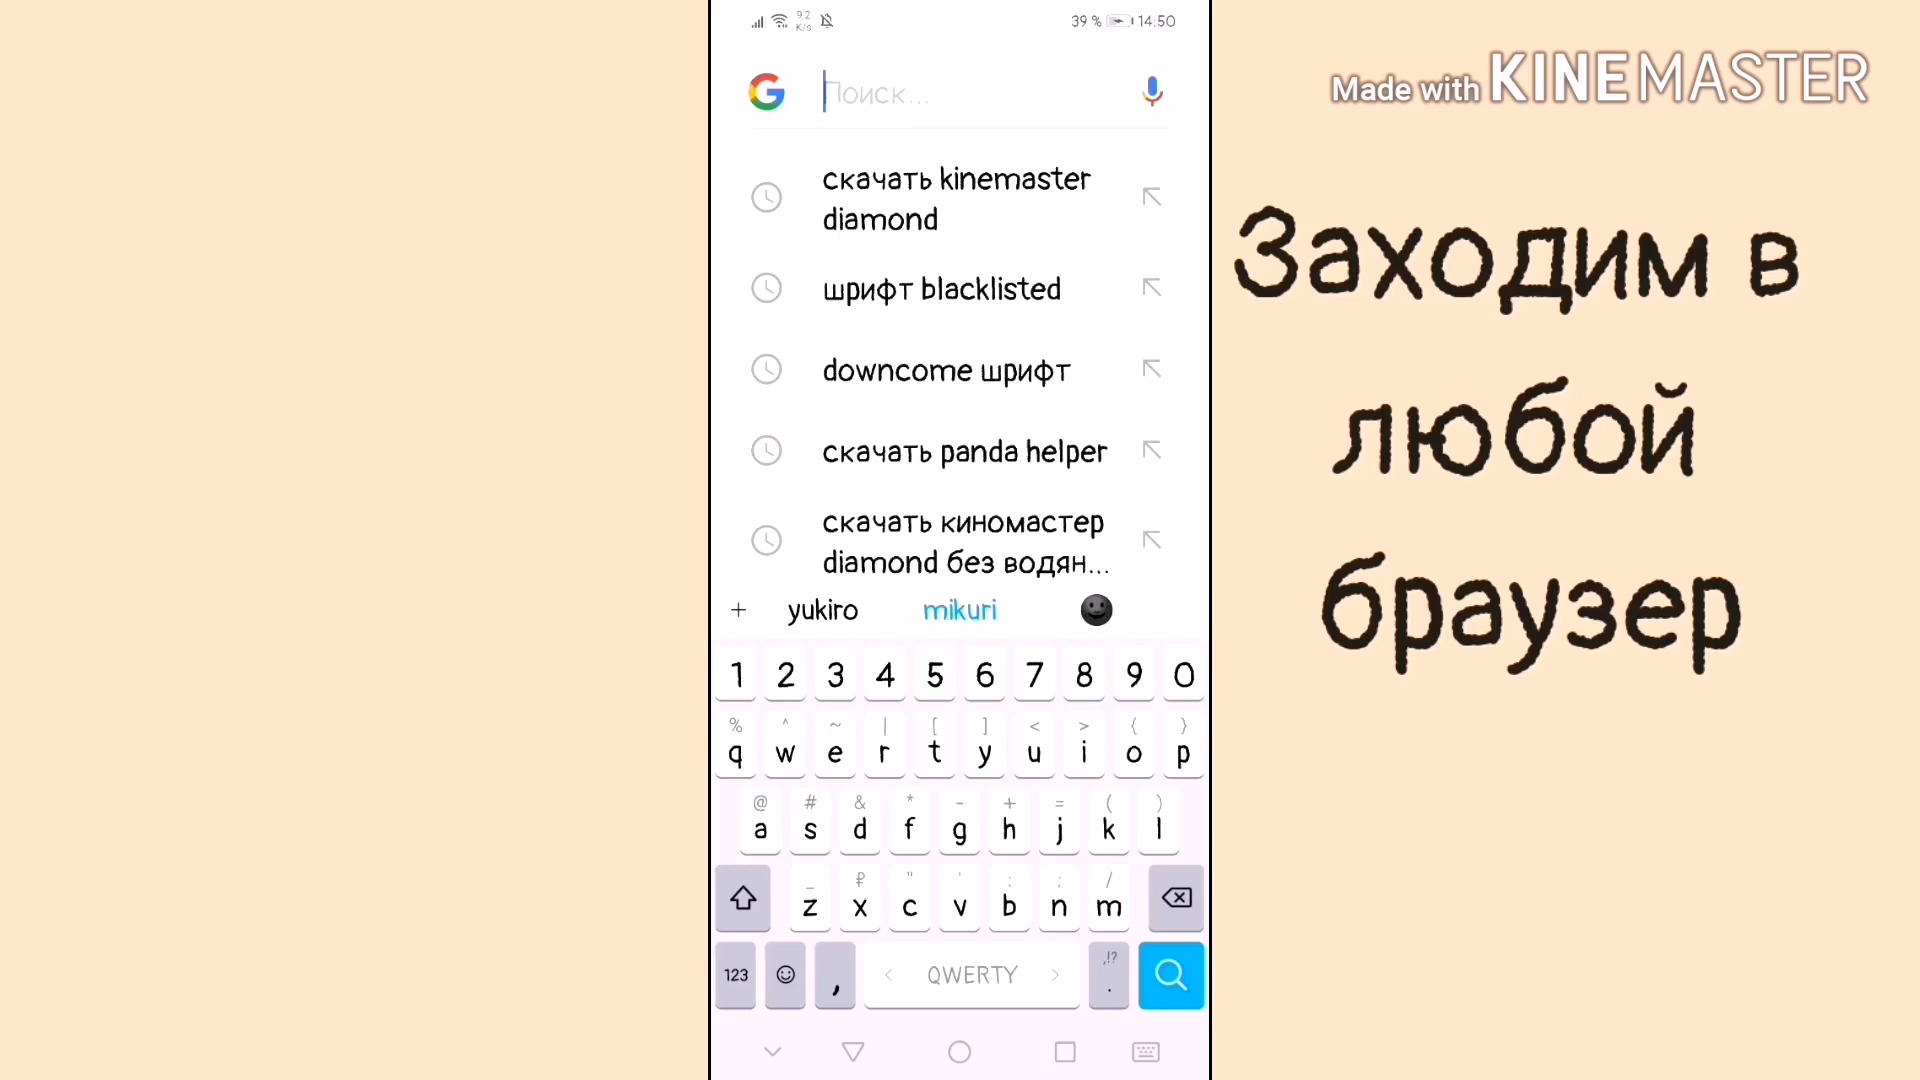 9.2
K/s
39 % 14:50
Made with KINEMASTER
G Поиск...
скачать kinemaster
diamond
шрифт blacklisted
downcome шрифт
скачать panda helper
скачать киномастер
diamond без водян...
Заходим в
любой
браузер
+ yukiro mikuri
1 2 3 4 5 6 7 8 9 0
% ^ ~ | [ ] < > { }
q w e r t y u i o p
@ # & * - + = ( )
a s d f g h j k l
_ ₽ " ' : ; /
z x c v b n m
,!?
123 , QWERTY .